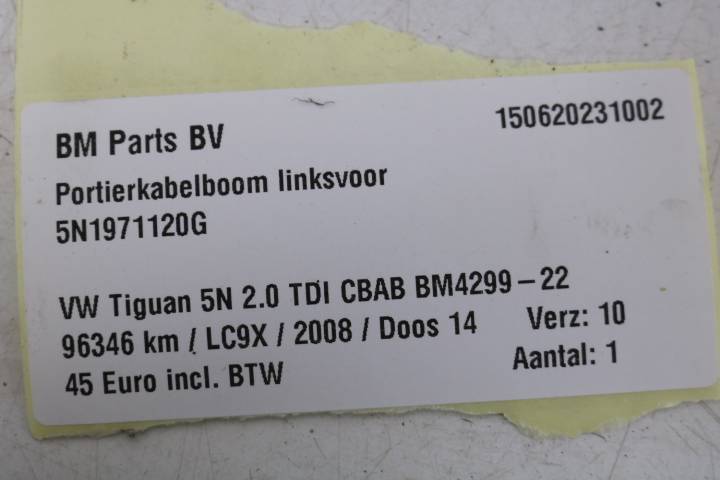 BM Parts BV 150620231002
Portierkabelboom linksvoor
5N1971120G
VW Tiguan 5N 2.0 TDI CBAB BM4299-22
96346 km / LC9X / 2008 / Doos 14 Verz: 10
45 Euro incl. BTW Aantal: 1